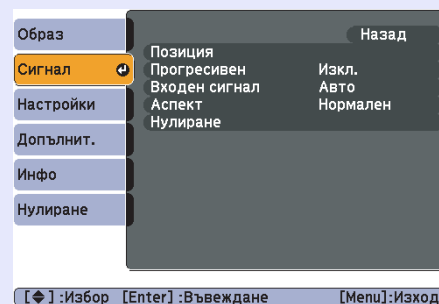 Образ
Сигнал
Настройки
Допълнит.
Инфо
Нулиране
Назад
Позиция
Прогресивен Изкл.
Входен сигнал Авто
Аспект Нормален
Нулиране
[ ] :Избор [Enter] :Въвеждане [Menu]:Изход